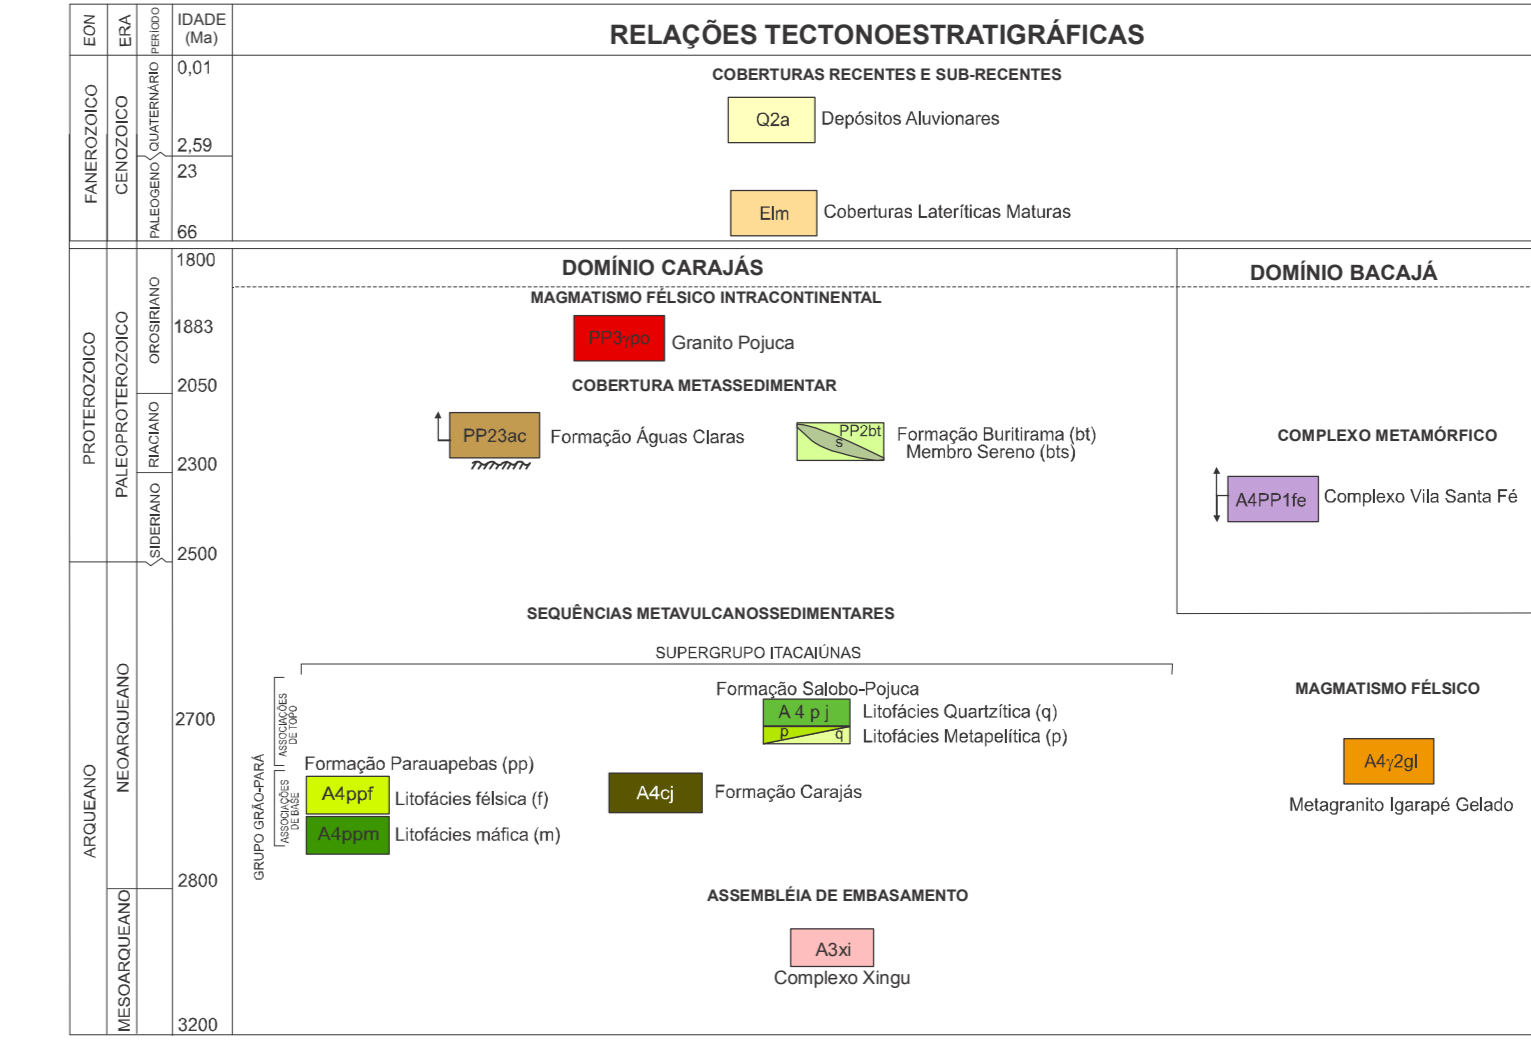 EON
ERA
PERÍODO
IDADE
(Ma)
RELAÇÕES TECTONOESTRATIGRÁFICAS
FANEROZOICO
CENOZOICO
QUATERNÁRIO
PALEOGENO
0,01
2,59
23
66
COBERTURAS RECENTES E SUB-RECENTES
Q2a
Depósitos Aluvionares
Elm
Coberturas Lateríticas Maturas
PROTEROZOICO
PALEOPROTEROZOICO
OROSIRIANO
RIACIANO
SIDERIANO
1800
1883
2050
2300
2500
DOMÍNIO CARAJÁS
MAGMATISMO FÉLSICO INTRACONTINENTAL
PP3γpo
Granito Pojuca
COBERTURA METASSEDIMENTAR
PP23ac
Formação Águas Claras
PP2bt
s
Formação Buritirama (bt)
Membro Sereno (bts)
DOMÍNIO BACAJÁ
COMPLEXO METAMÓRFICO
A4PP1fe
Complexo Vila Santa Fé
ARQUEANO
NEOARQUEANO
MESOARQUEANO
2700
2800
3200
SEQUÊNCIAS METAVULCANOSSEDIMENTARES
SUPERGRUPO ITACAIÚNAS
GRUPO GRÃO-PARÁ
ASSOCIAÇÕES
DE TOPO
ASSOCIAÇÕES
DE BASE
Formação Salobo-Pojuca
A 4 p j
Litofácies Quartzítica (q)
p
q
Litofácies Metapelítica (p)
Formação Parauapebas (pp)
A4ppf
Litofácies félsica (f)
A4ppm
Litofácies máfica (m)
A4cj
Formação Carajás
MAGMATISMO FÉLSICO
A4γ2gl
Metagranito Igarapé Gelado
ASSEMBLÉIA DE EMBASAMENTO
A3xi
Complexo Xingu